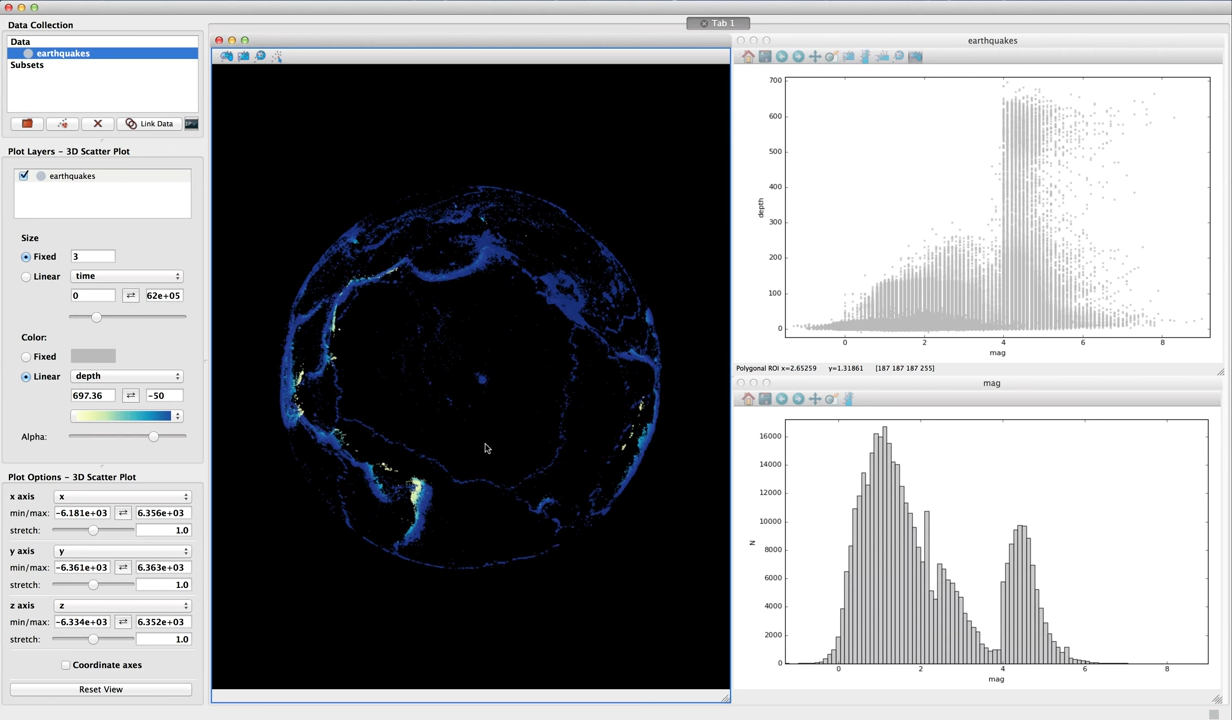 Tab 1
Data Collection
Data
earthquakes
Subsets
Link Data
Plot Layers - 3D Scatter Plot
earthquakes
Size
Fixed 3
Linear time
0 62e+05
Color:
Fixed
Linear depth
697.36 -50
Alpha:
Plot Options - 3D Scatter Plot
x axis x
min/max: -6.181e+03 6.356e+03
stretch: 1.0
y axis y
min/max: -6.361e+03 6.363e+03
stretch: 1.0
z axis z
min/max: -6.334e+03 6.352e+03
stretch: 1.0
Coordinate axes
Reset View
earthquakes
700
600
500
400
300
200
100
0
depth
0 2 4 6 8
mag
Polygonal ROI x=2.65259 y=1.31861 [187 187 187 255]
mag
16000
14000
12000
10000
8000
6000
4000
2000
0
N
0 2 4 6 8
mag